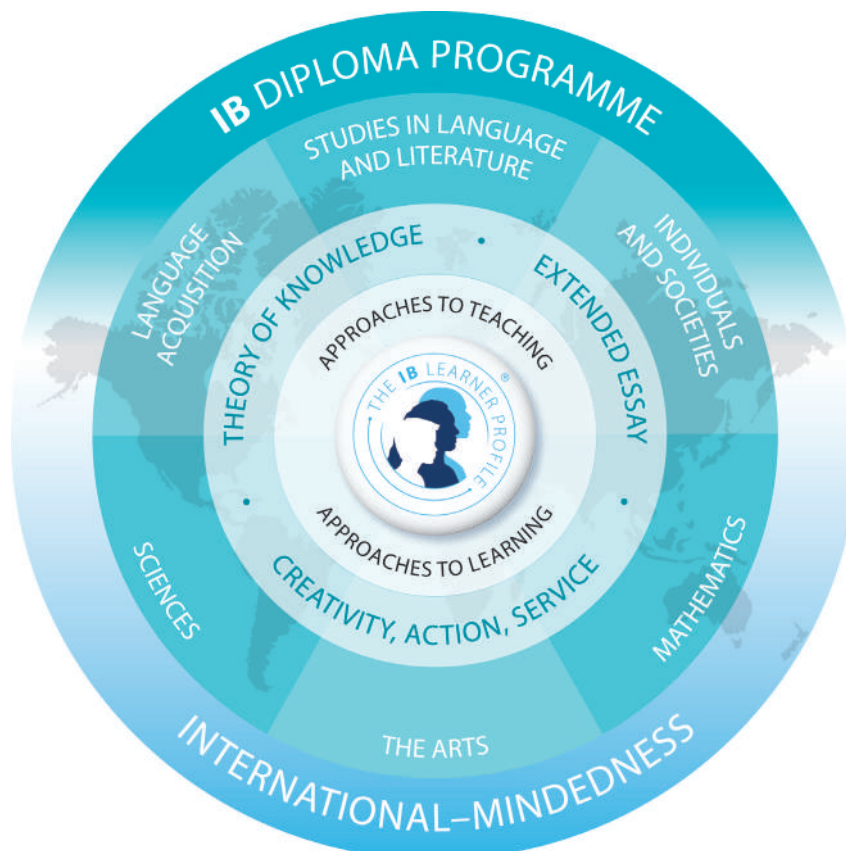 IB DIPLOMA PROGRAMME
STUDIES IN LANGUAGE
AND LITERATURE
LANGUAGE
ACQUISITION
INDIVIDUALS
AND SOCIETIES
THEORY OF KNOWLEDGE
•
EXTENDED ESSAY
•
CREATIVITY, ACTION, SERVICE
•
APPROACHES TO TEACHING
THE IB LEARNER PROFILE
®
APPROACHES TO LEARNING
SCIENCES
MATHEMATICS
THE ARTS
INTERNATIONAL–MINDEDNESS